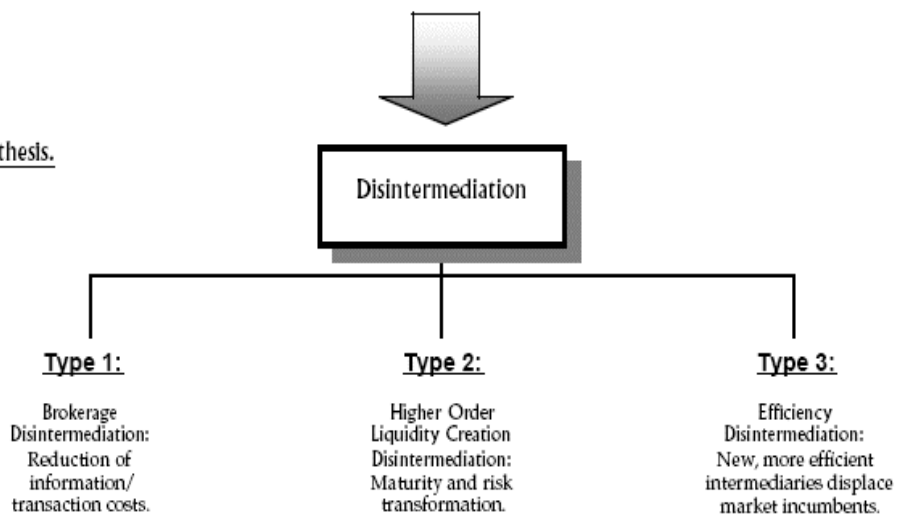 thesis.
Disintermediation
Type 1:
Brokerage
Disintermediation:
Reduction of
information/
transaction costs.
Type 2:
Higher Order
Liquidity Creation
Disintermediation:
Maturity and risk
transformation.
Type 3:
Efficiency
Disintermediation:
New, more efficient
intermediaries displace
market incumbents.